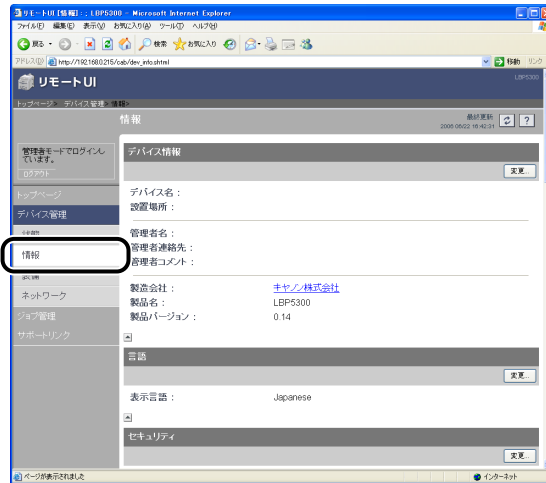 リモートUI [情報] : : LBP5300 - Microsoft Internet Explorer
ファイル(F) 編集(E) 表示(V) お気に入り(A) ツール(T) ヘルプ(H)
戻る 検索 お気に入り
アドレス(D) http://192.168.0.215/cab/dev_info.shtml 移動 リンク
リモートUI LBP5300
トップページ> デバイス管理> 情報>
情報 最終更新
2006 06/22 16:42:31 ?
管理者モードでログインしています。
ログアウト
デバイス情報
変更...
トップページ
デバイス名 :
デバイス管理
設置場所 :
状態
管理者名 :
情報
管理者連絡先 :
管理者コメント :
装備
ネットワーク
製造会社 : キヤノン株式会社
製品名 : LBP5300
ジョブ管理
製品バージョン : 0.14
サポートリンク
言語
変更...
表示言語 : Japanese
セキュリティ
変更...
ページが表示されました インターネット